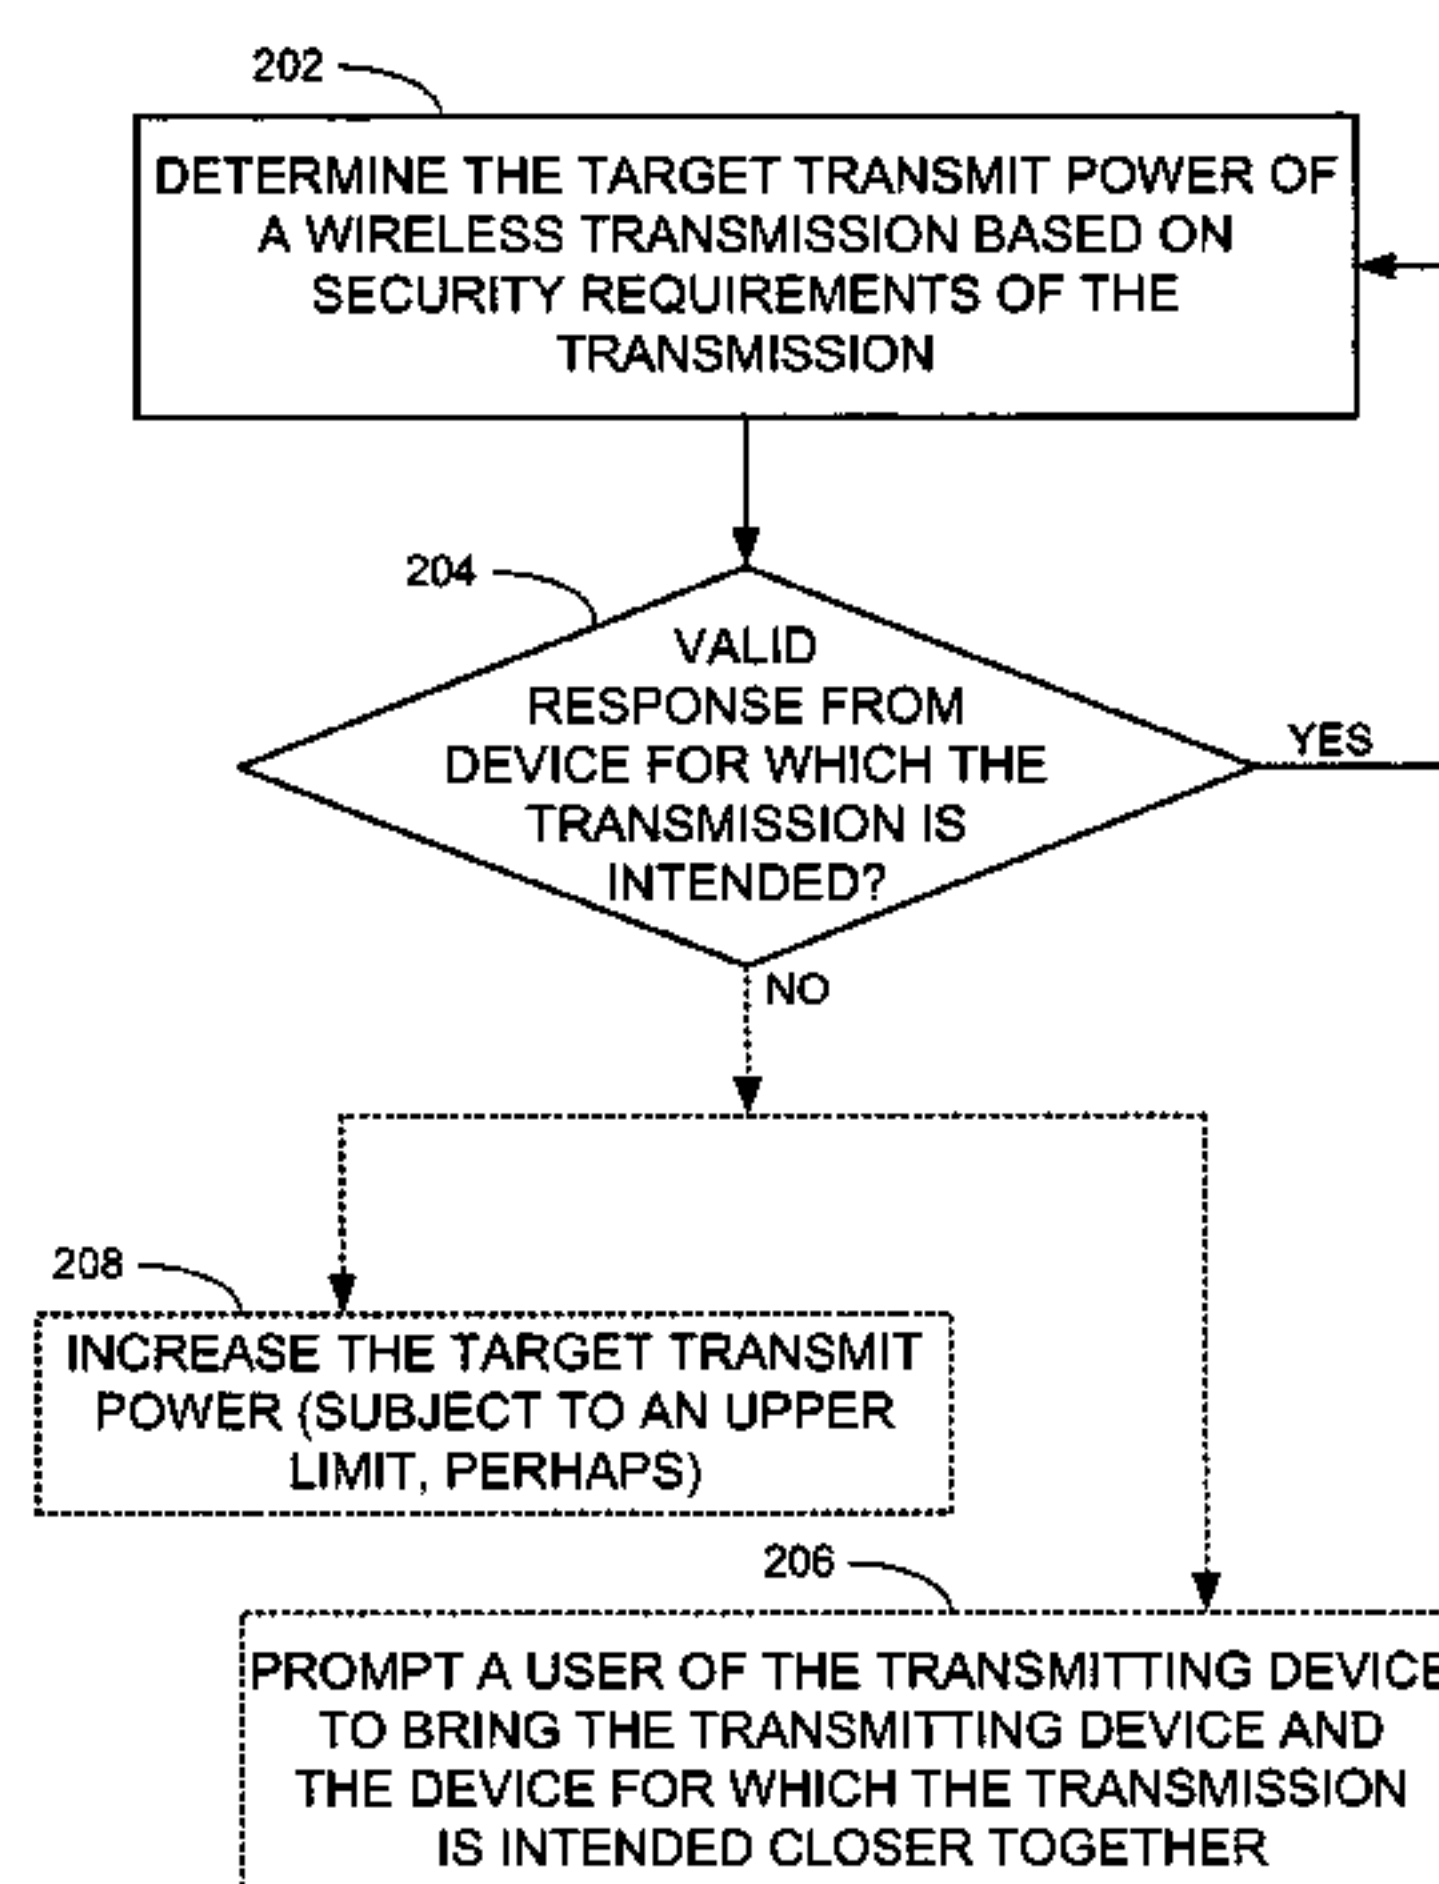 202
DETERMINE THE TARGET TRANSMIT POWER OF
A WIRELESS TRANSMISSION BASED ON
SECURITY REQUIREMENTS OF THE
TRANSMISSION
204
VALID
RESPONSE FROM
DEVICE FOR WHICH THE
TRANSMISSION IS
INTENDED?
YES
NO
208
INCREASE THE TARGET TRANSMIT
POWER (SUBJECT TO AN UPPER
LIMIT, PERHAPS)
206
PROMPT A USER OF THE TRANSMITTING DEVICE
TO BRING THE TRANSMITTING DEVICE AND
THE DEVICE FOR WHICH THE TRANSMISSION
IS INTENDED CLOSER TOGETHER